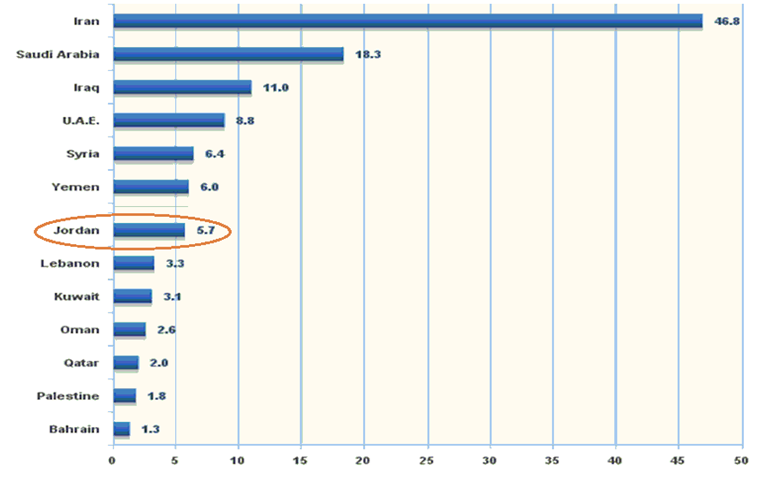 Iran 46.8
Saudi Arabia 18.3
Iraq 11.0
U.A.E. 8.8
Syria 6.4
Yemen 6.0
Jordan 5.7
Lebanon 3.3
Kuwait 3.1
Oman 2.6
Qatar 2.0
Palestine 1.8
Bahrain 1.3
0 5 10 15 20 25 30 35 40 45 50